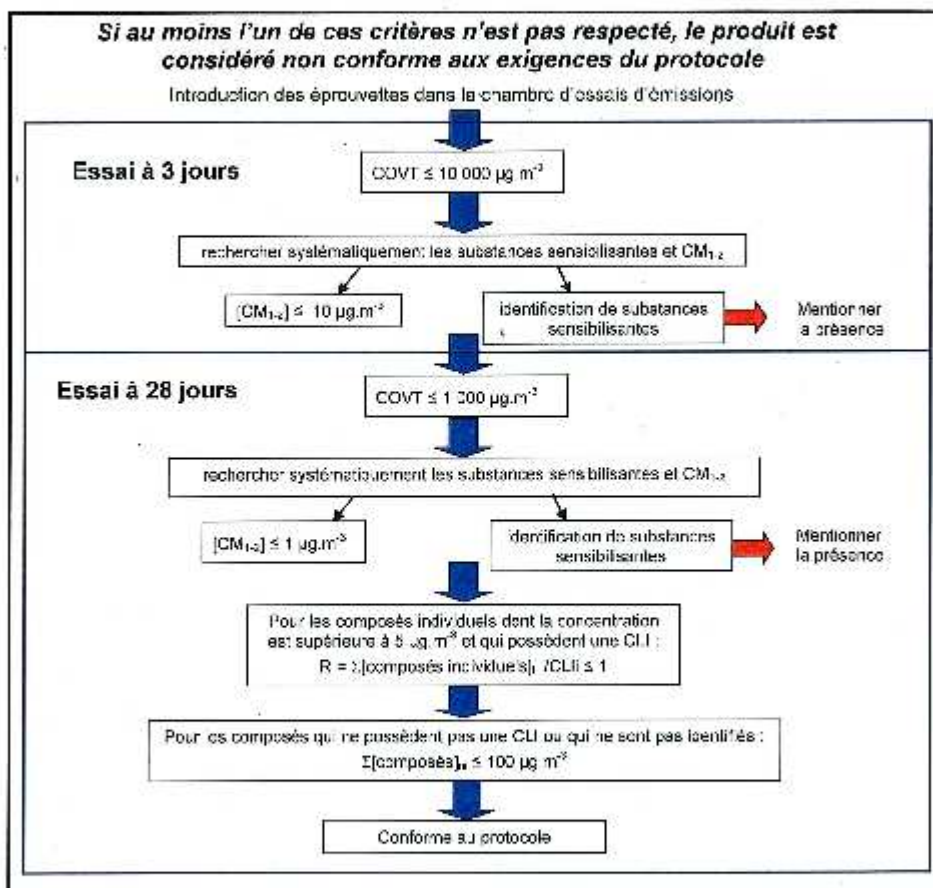 Si au moins l'un de ces critères n'est pas respecté, le produit est
considéré non conforme aux exigences du protocole
Introduction des éprouvettes dans la chambre d'essais d'émissions
Essai à 3 jours
COVT ≤ 10 000 µg.m⁻³
rechercher systématiquement les substances sensibilisantes et CM₁₋₂
[CM₁₋₂] ≤ 10 µg.m⁻³
identification de substances
sensibilisantes
Mentionner
la présence
Essai à 28 jours
COVT ≤ 1 000 µg.m⁻³
rechercher systématiquement les substances sensibilisantes et CM₁₋₂
[CM₁₋₂] ≤ 1 µg.m⁻³
identification de substances
sensibilisantes
Mentionner
la présence
Pour les composés individuels dont la concentration
est supérieure à 5 µg.m⁻³ et qui possèdent une CLI :
R = Σ[composés individuels]ᵢ /CLIi ≤ 1
Pour les composés qui ne possèdent pas une CLI ou qui ne sont pas identifiés :
Σ[composés] ≤ 100 µg m⁻³
Conforme au protocole